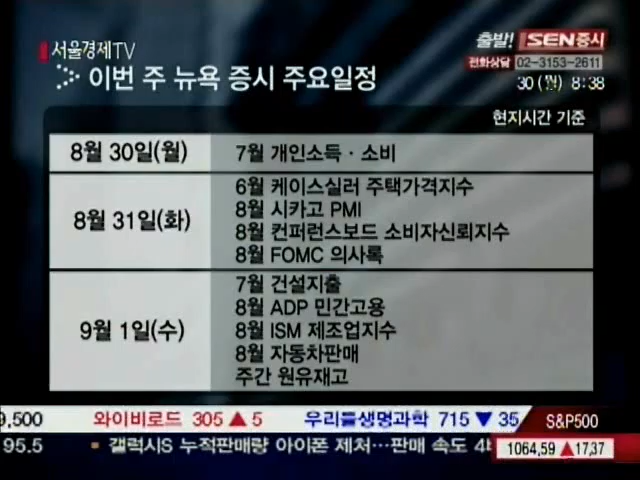 서울경제TV
이번 주 뉴욕 증시 주요일정
출발! SEN증시
전화상담 02-3153-2611
30 (월) 8:38
현지시간 기준
8월 30일(월)
7월 개인소득·소비
8월 31일(화)
6월 케이스실러 주택가격지수
8월 시카고 PMI
8월 컨퍼런스보드 소비자신뢰지수
8월 FOMC 의사록
9월 1일(수)
7월 건설지출
8월 ADP 민간고용
8월 ISM 제조업지수
8월 자동차판매
주간 원유재고
9,500 와이비로드 305 ▲ 5 우리들생명과학 715 ▼ 35 S&P500
95.5 갤럭시S 누적판매량 아이폰 제쳐…판매 속도 1064,59 ▲17,37